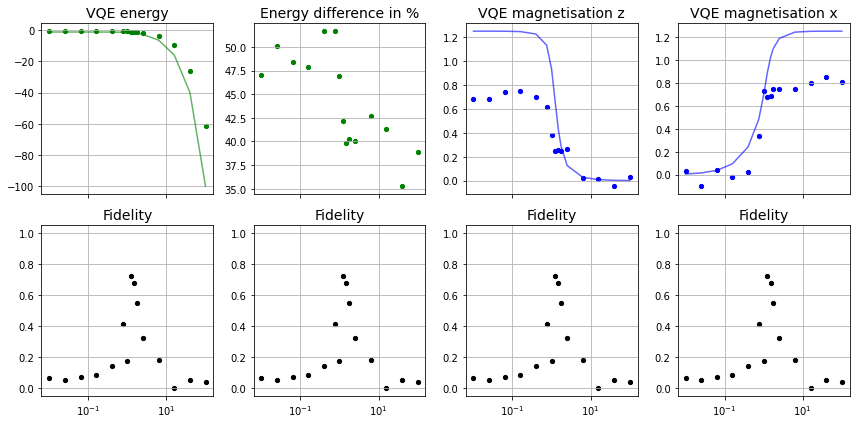 VQE energy Energy difference in % VQE magnetisation z VQE magnetisation x
0 50.0 1.2 1.2
−20 47.5 1.0 1.0
−40 45.0 0.8 0.8
−60 42.5 0.6 0.6
−80 40.0 0.4 0.4
−100 37.5 0.2 0.2
35.0 0.0 0.0
Fidelity Fidelity Fidelity Fidelity
1.0 1.0 1.0 1.0
0.8 0.8 0.8 0.8
0.6 0.6 0.6 0.6
0.4 0.4 0.4 0.4
0.2 0.2 0.2 0.2
0.0 0.0 0.0 0.0
10⁻¹ 10¹ 10⁻¹ 10¹ 10⁻¹ 10¹ 10⁻¹ 10¹